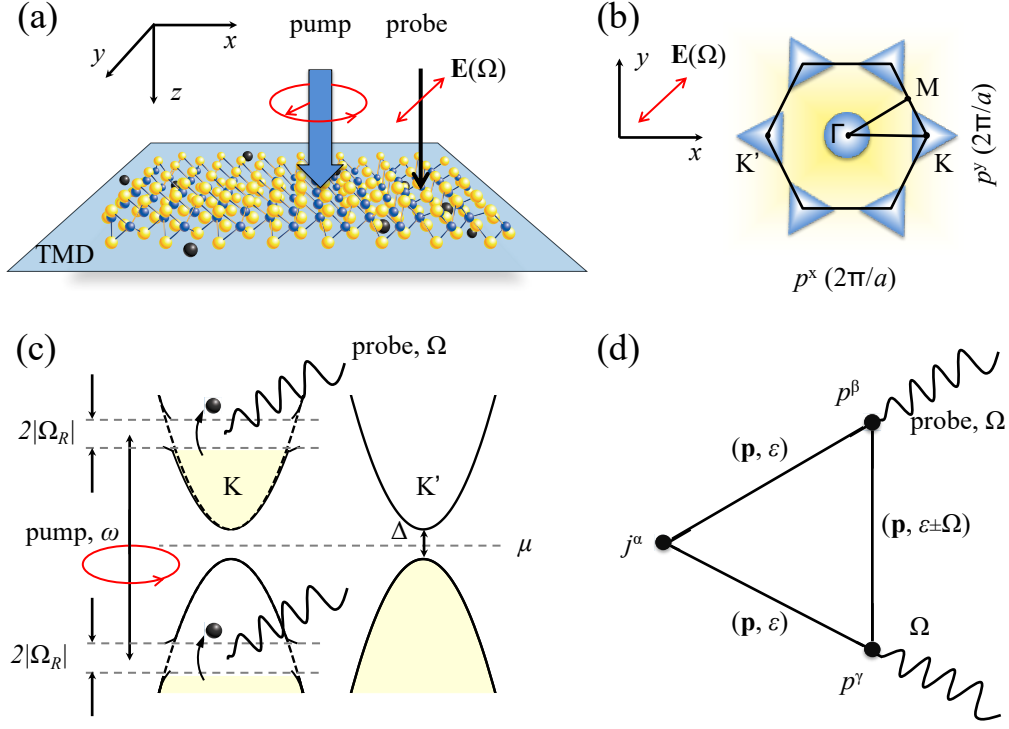 (a)
pump
probe
x
y
z
E(Ω)
TMD
(b)
y
E(Ω)
x
M
Γ
K'
K
p^y (2π/a)
p^x (2π/a)
(c)
probe, Ω
2|Ω_R|
K
K'
pump, ω
Δ
μ
2|Ω_R|
(d)
p^β
probe, Ω
(p, ε)
j^α
(p, ε±Ω)
(p, ε)
Ω
p^γ